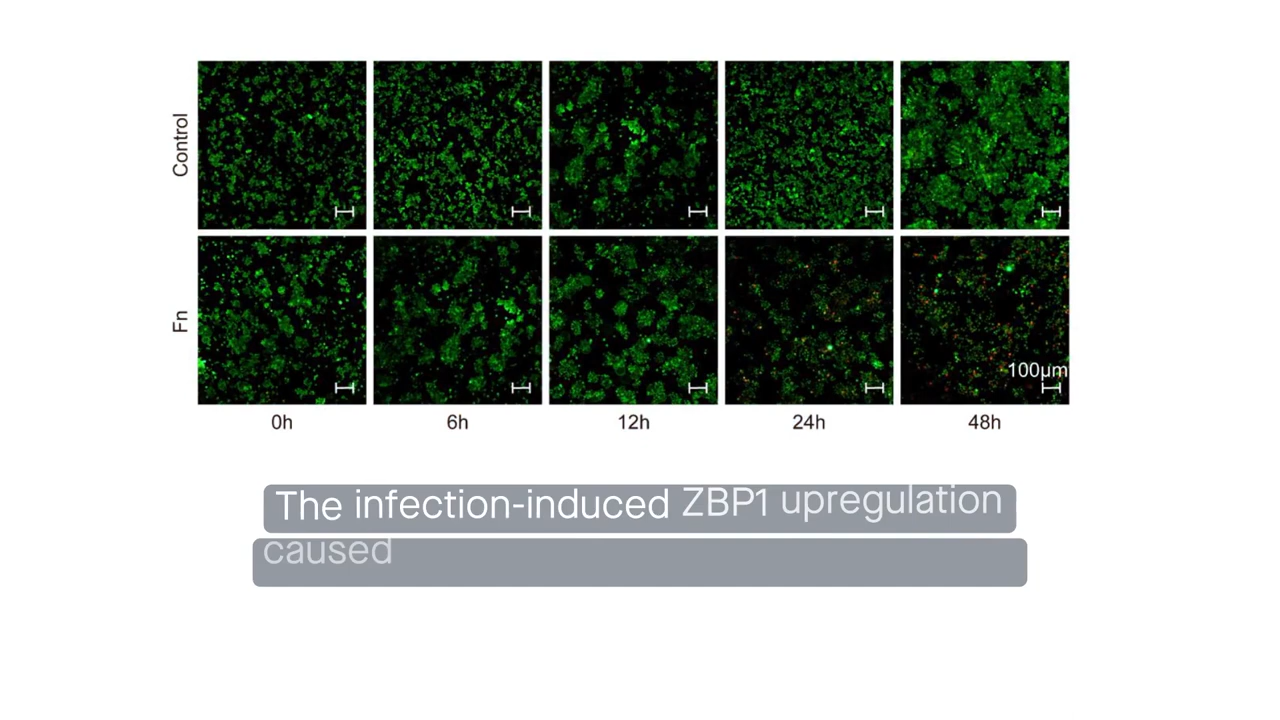 Control
Fn
100μm
0h 6h 12h 24h 48h
The infection-induced ZBP1 upregulation
caused